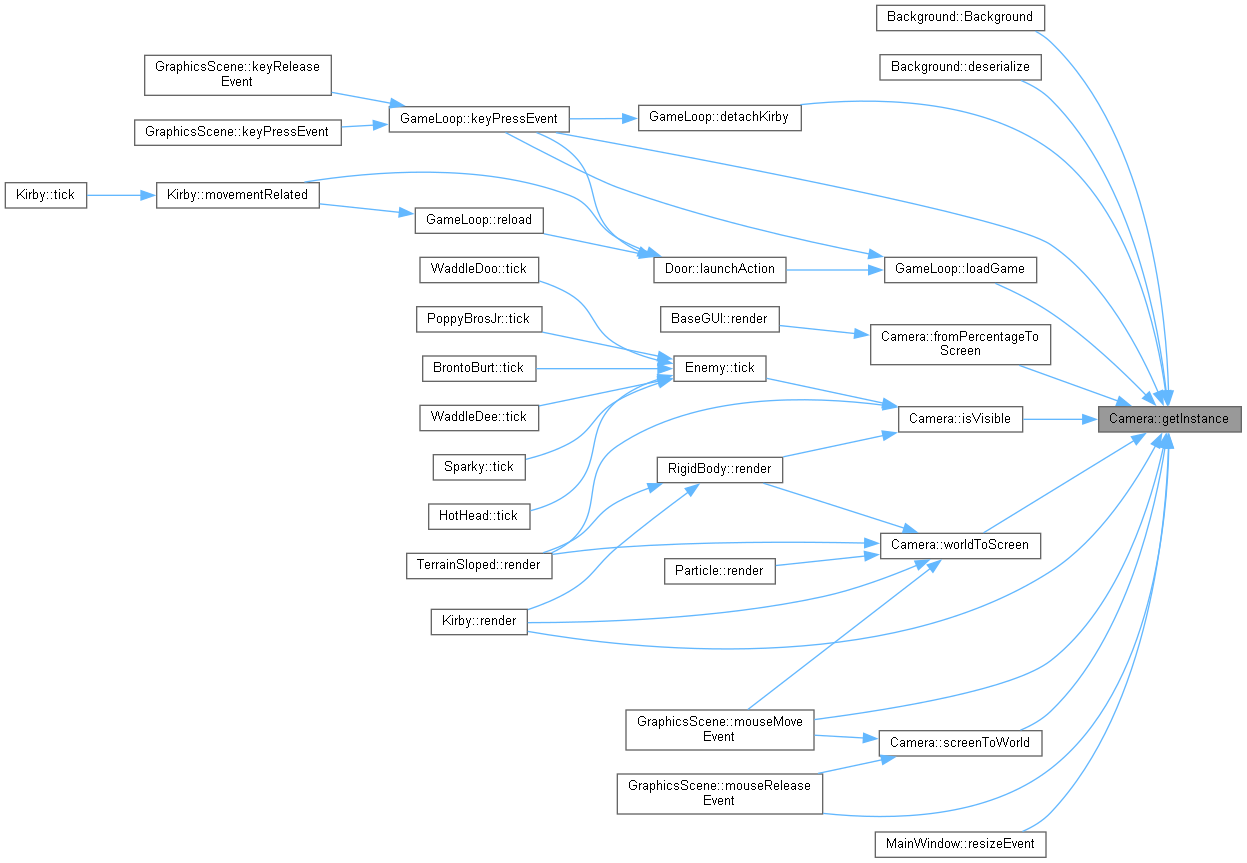 Background::Background
Background::deserialize
GraphicsScene::keyRelease
Event
GameLoop::keyPressEvent
GameLoop::detachKirby
GraphicsScene::keyPressEvent
Kirby::tick
Kirby::movementRelated
GameLoop::reload
WaddleDoo::tick
Door::launchAction
GameLoop::loadGame
PoppyBrosJr::tick
BaseGUI::render
Camera::fromPercentageTo
Screen
BrontoBurt::tick
Enemy::tick
WaddleDee::tick
Camera::isVisible
Camera::getInstance
Sparky::tick
RigidBody::render
HotHead::tick
Camera::worldToScreen
TerrainSloped::render
Particle::render
Kirby::render
GraphicsScene::mouseMove
Event
Camera::screenToWorld
GraphicsScene::mouseRelease
Event
MainWindow::resizeEvent